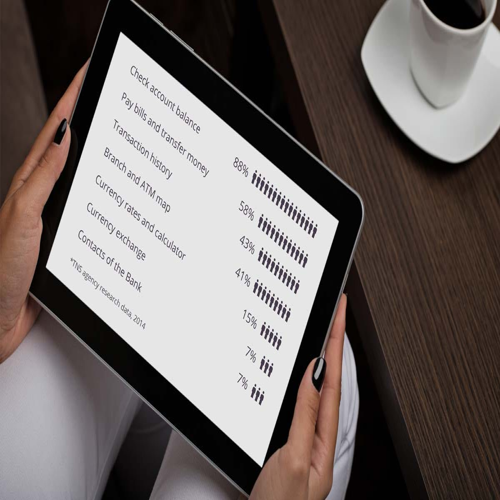 Check account balance 88%
Pay bills and transfer money 58%
Transaction history 43%
Branch and ATM map 41%
Currency rates and calculator 15%
Currency exchange 7%
Contacts of the Bank 7%
*TNS agency research data, 2014